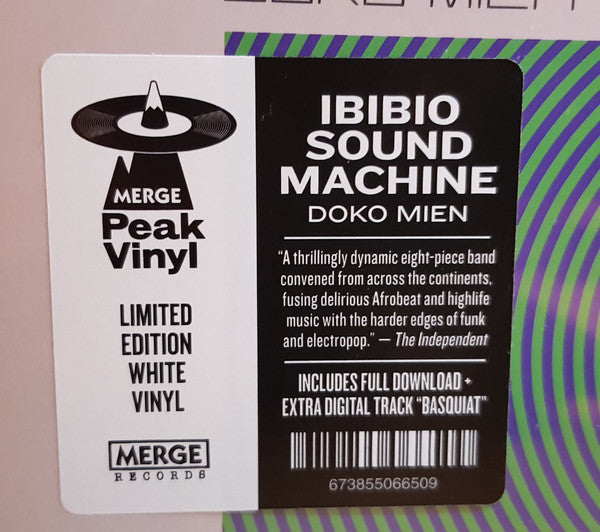 DOKO MIEN
MERGE
Peak
Vinyl
LIMITED
EDITION
WHITE
VINYL
MERGE
RECORDS
IBIBIO
SOUND
MACHINE
DOKO MIEN
“A thrillingly dynamic eight-piece band
convened from across the continents,
fusing delirious Afrobeat and highlife
music with the harder edges of funk
and electropop.” — The Independent
INCLUDES FULL DOWNLOAD +
EXTRA DIGITAL TRACK “BASQUIAT”
673855066509